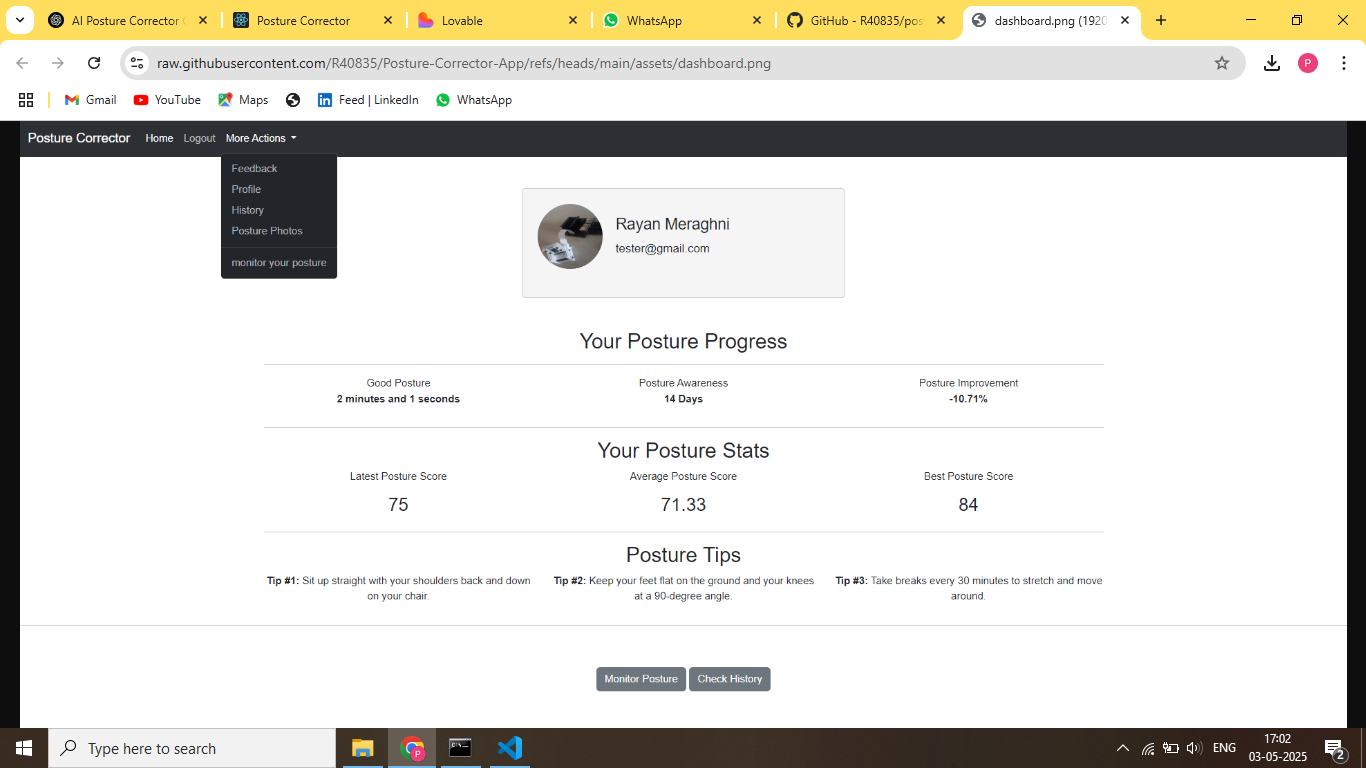 AI Posture Corrector
Posture Corrector
Lovable
WhatsApp
GitHub - R40835/pos
dashboard.png (1920
raw.githubusercontent.com/R40835/Posture-Corrector-App/refs/heads/main/assets/dashboard.png
P
Gmail
YouTube
Maps
Feed | LinkedIn
WhatsApp
Posture Corrector
Home
Logout
More Actions
Feedback
Profile
History
Posture Photos
monitor your posture
Rayan Meraghni
tester@gmail.com
Your Posture Progress
Good Posture
2 minutes and 1 seconds
Posture Awareness
14 Days
Posture Improvement
-10.71%
Your Posture Stats
Latest Posture Score
75
Average Posture Score
71.33
Best Posture Score
84
Posture Tips
Tip #1: Sit up straight with your shoulders back and down
on your chair.
Tip #2: Keep your feet flat on the ground and your knees
at a 90-degree angle.
Tip #3: Take breaks every 30 minutes to stretch and move
around.
Monitor Posture
Check History
Type here to search
P
ENG
17:02
03-05-2025
2